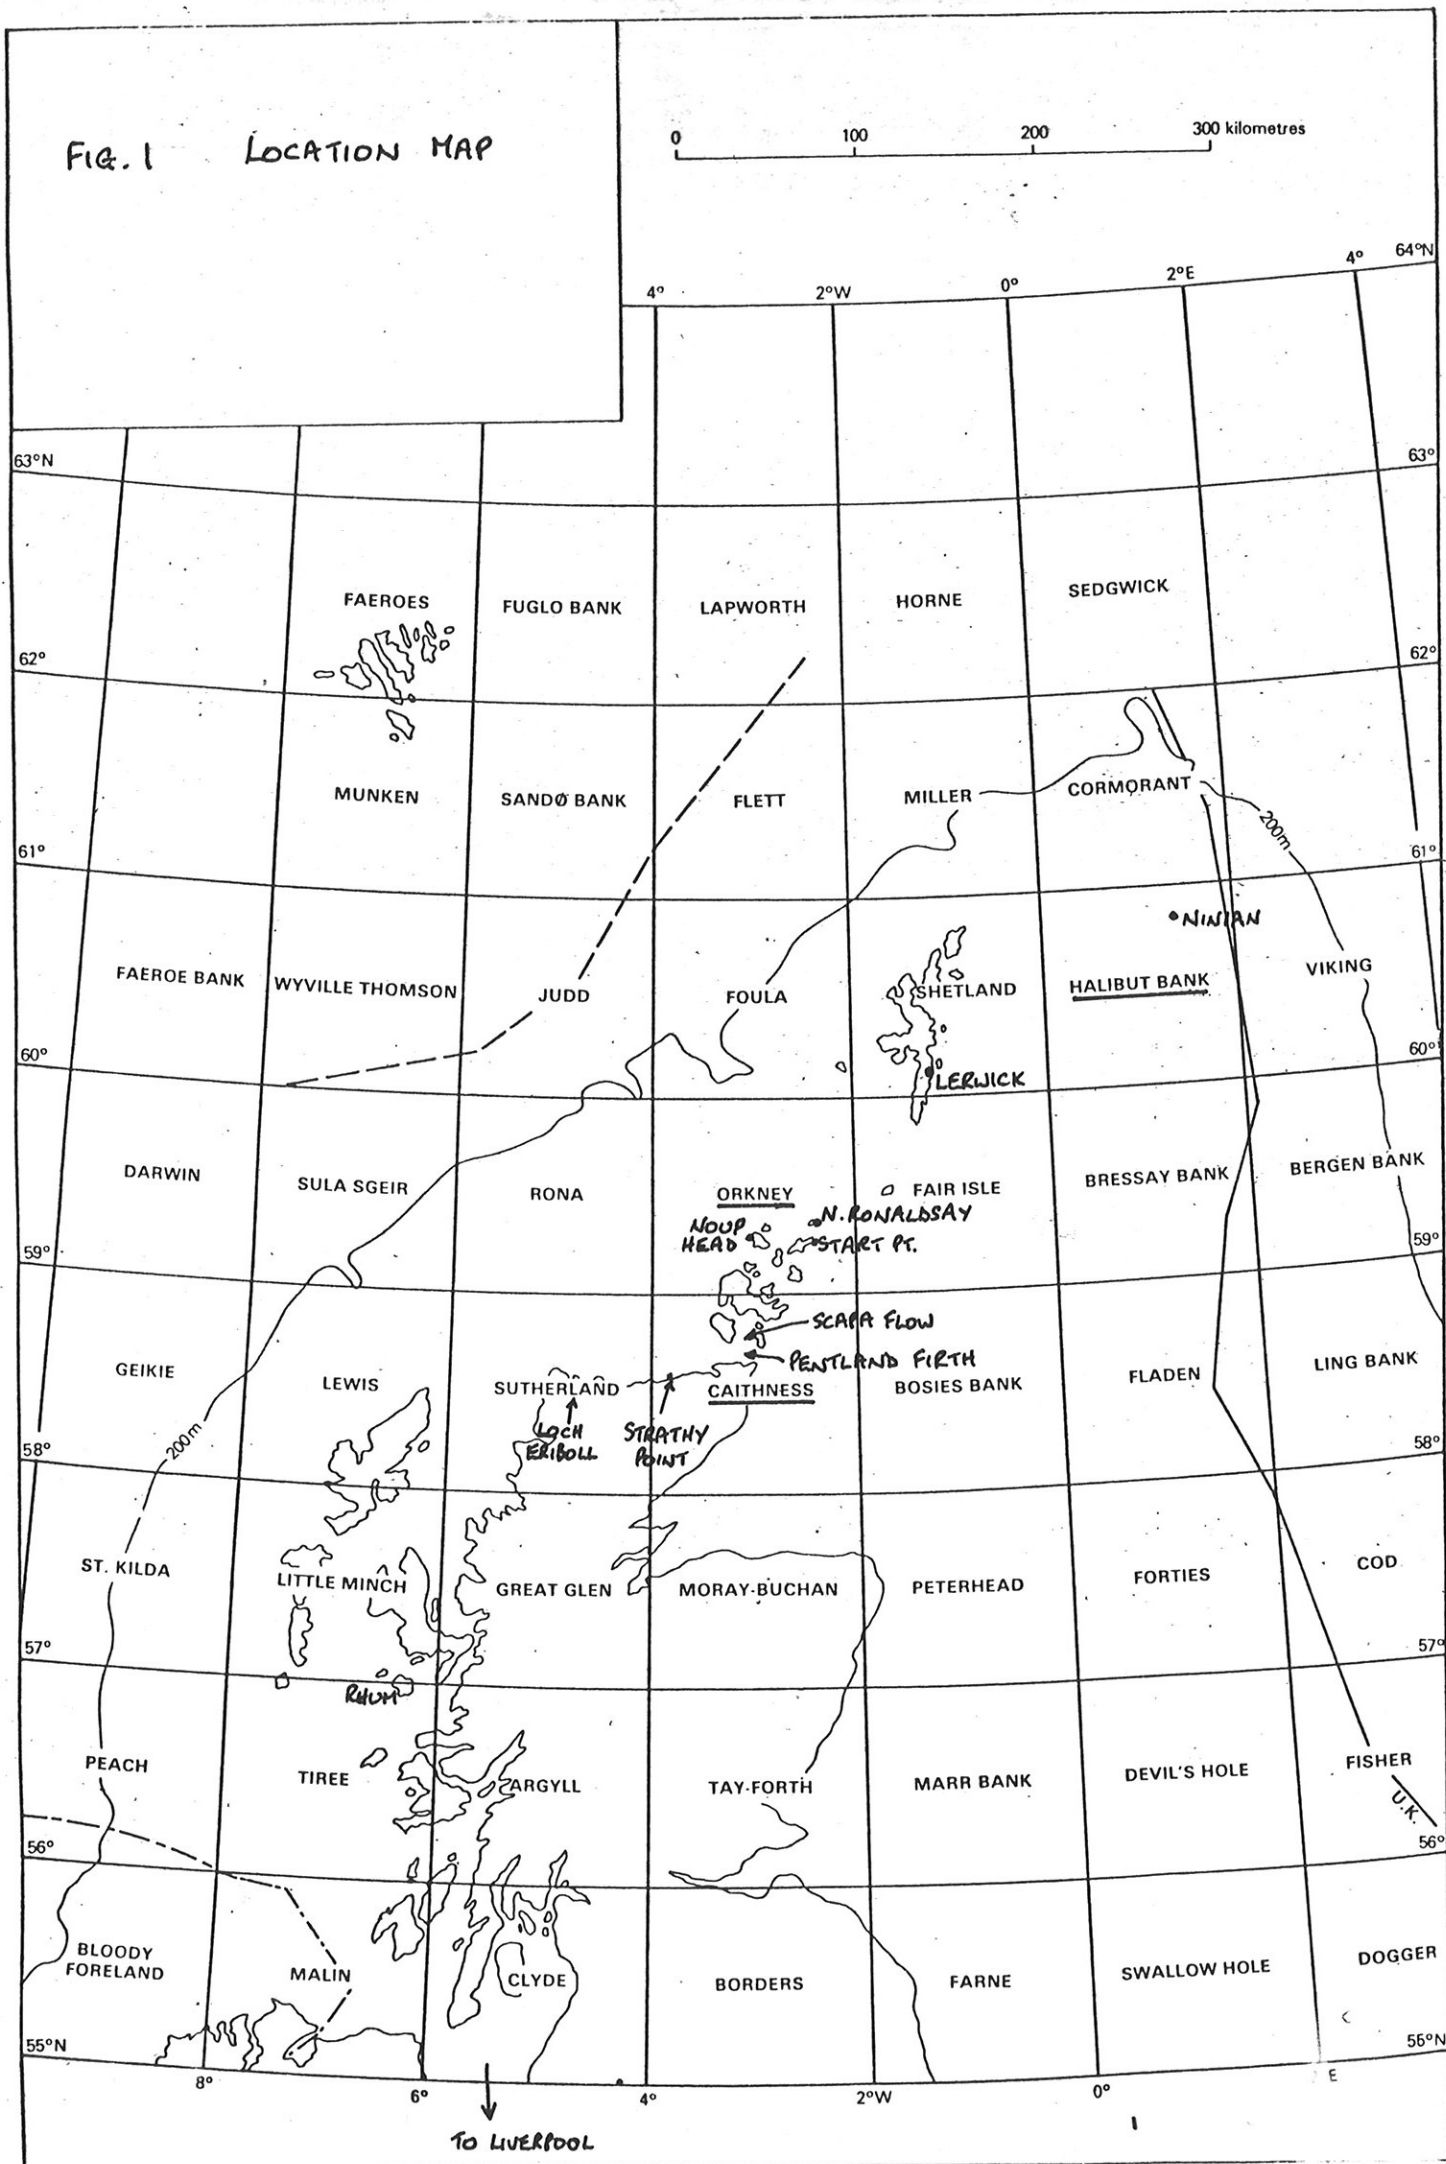 FIG. 1 LOCATION MAP
0 100 200 300 kilometres
4° 2°W 0° 2°E 4° 64°N
63°N 63°
FAEROES FUGLO BANK LAPWORTH HORNE SEDGWICK
62° 62°
MUNKEN SANDØ BANK FLETT MILLER CORMORANT
200m
61° 61°
NINIAN
FAEROE BANK WYVILLE THOMSON JUDD FOULA SHETLAND HALIBUT BANK VIKING
60° 60°
LERWICK
DARWIN SULA SGEIR RONA ORKNEY FAIR ISLE BRESSAY BANK BERGEN BANK
NOUP
HEAD
N. RONALDSAY
START PT.
59° 59°
SCAPA FLOW
PENTLAND FIRTH
GEIKIE LEWIS SUTHERLAND CAITHNESS BOSIES BANK FLADEN LING BANK
LOCH
ERIBOLL
STRATHY
POINT
200m
58° 58°
ST. KILDA LITTLE MINCH GREAT GLEN MORAY-BUCHAN PETERHEAD FORTIES COD
57° 57°
RHUM
PEACH TIREE ARGYLL TAY-FORTH MARR BANK DEVIL'S HOLE FISHER
U.K.
56° 56°
BLOODY
FORELAND
MALIN CLYDE BORDERS FARNE SWALLOW HOLE DOGGER
55°N 55°N
8° 6° 4° 2°W 0° E
TO LIVERPOOL